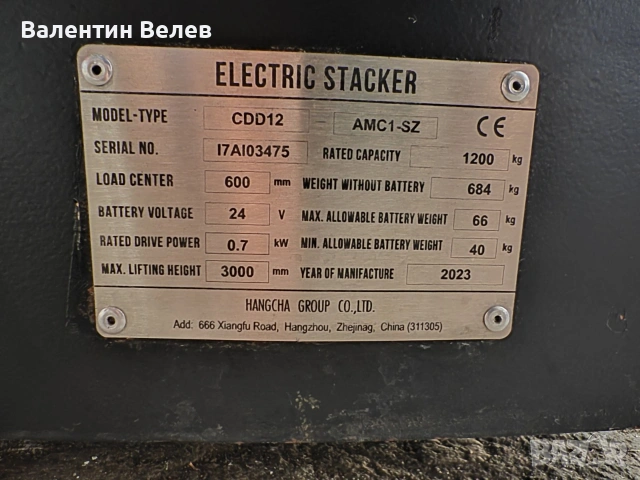 Валентин Велев
ELECTRIC STACKER
MODEL-TYPE CDD12 - AMC1-SZ CE
SERIAL NO. I7AI03475 RATED CAPACITY 1200 kg
LOAD CENTER 600 mm WEIGHT WITHOUT BATTERY 684 kg
BATTERY VOLTAGE 24 V MAX. ALLOWABLE BATTERY WEIGHT 66 kg
RATED DRIVE POWER 0.7 kW MIN. ALLOWABLE BATTERY WEIGHT 40 kg
MAX. LIFTING HEIGHT 3000 mm YEAR OF MANIFACTURE 2023
HANGCHA GROUP CO.,LTD.
Add: 666 Xiangfu Road, Hangzhou, Zhejinag, China (311305)